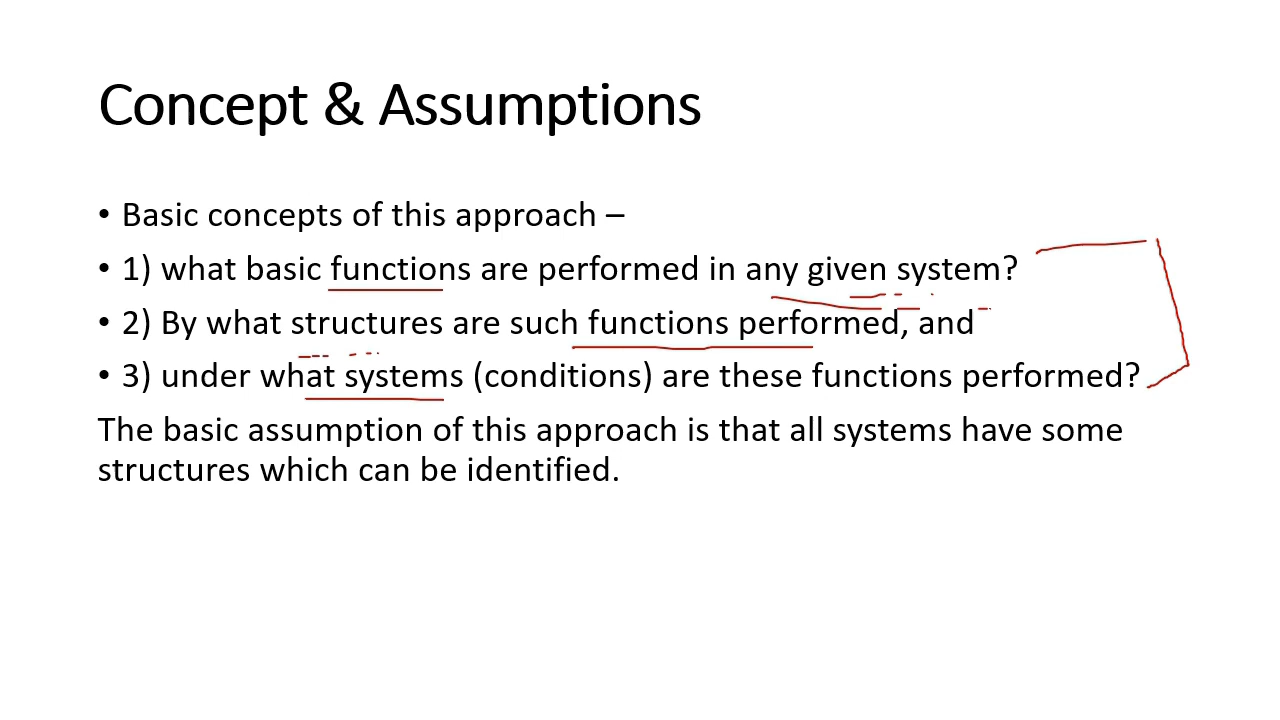 Concept & Assumptions
• Basic concepts of this approach –
• 1) what basic functions are performed in any given system?
• 2) By what structures are such functions performed, and
• 3) under what systems (conditions) are these functions performed?
The basic assumption of this approach is that all systems have some
structures which can be identified.